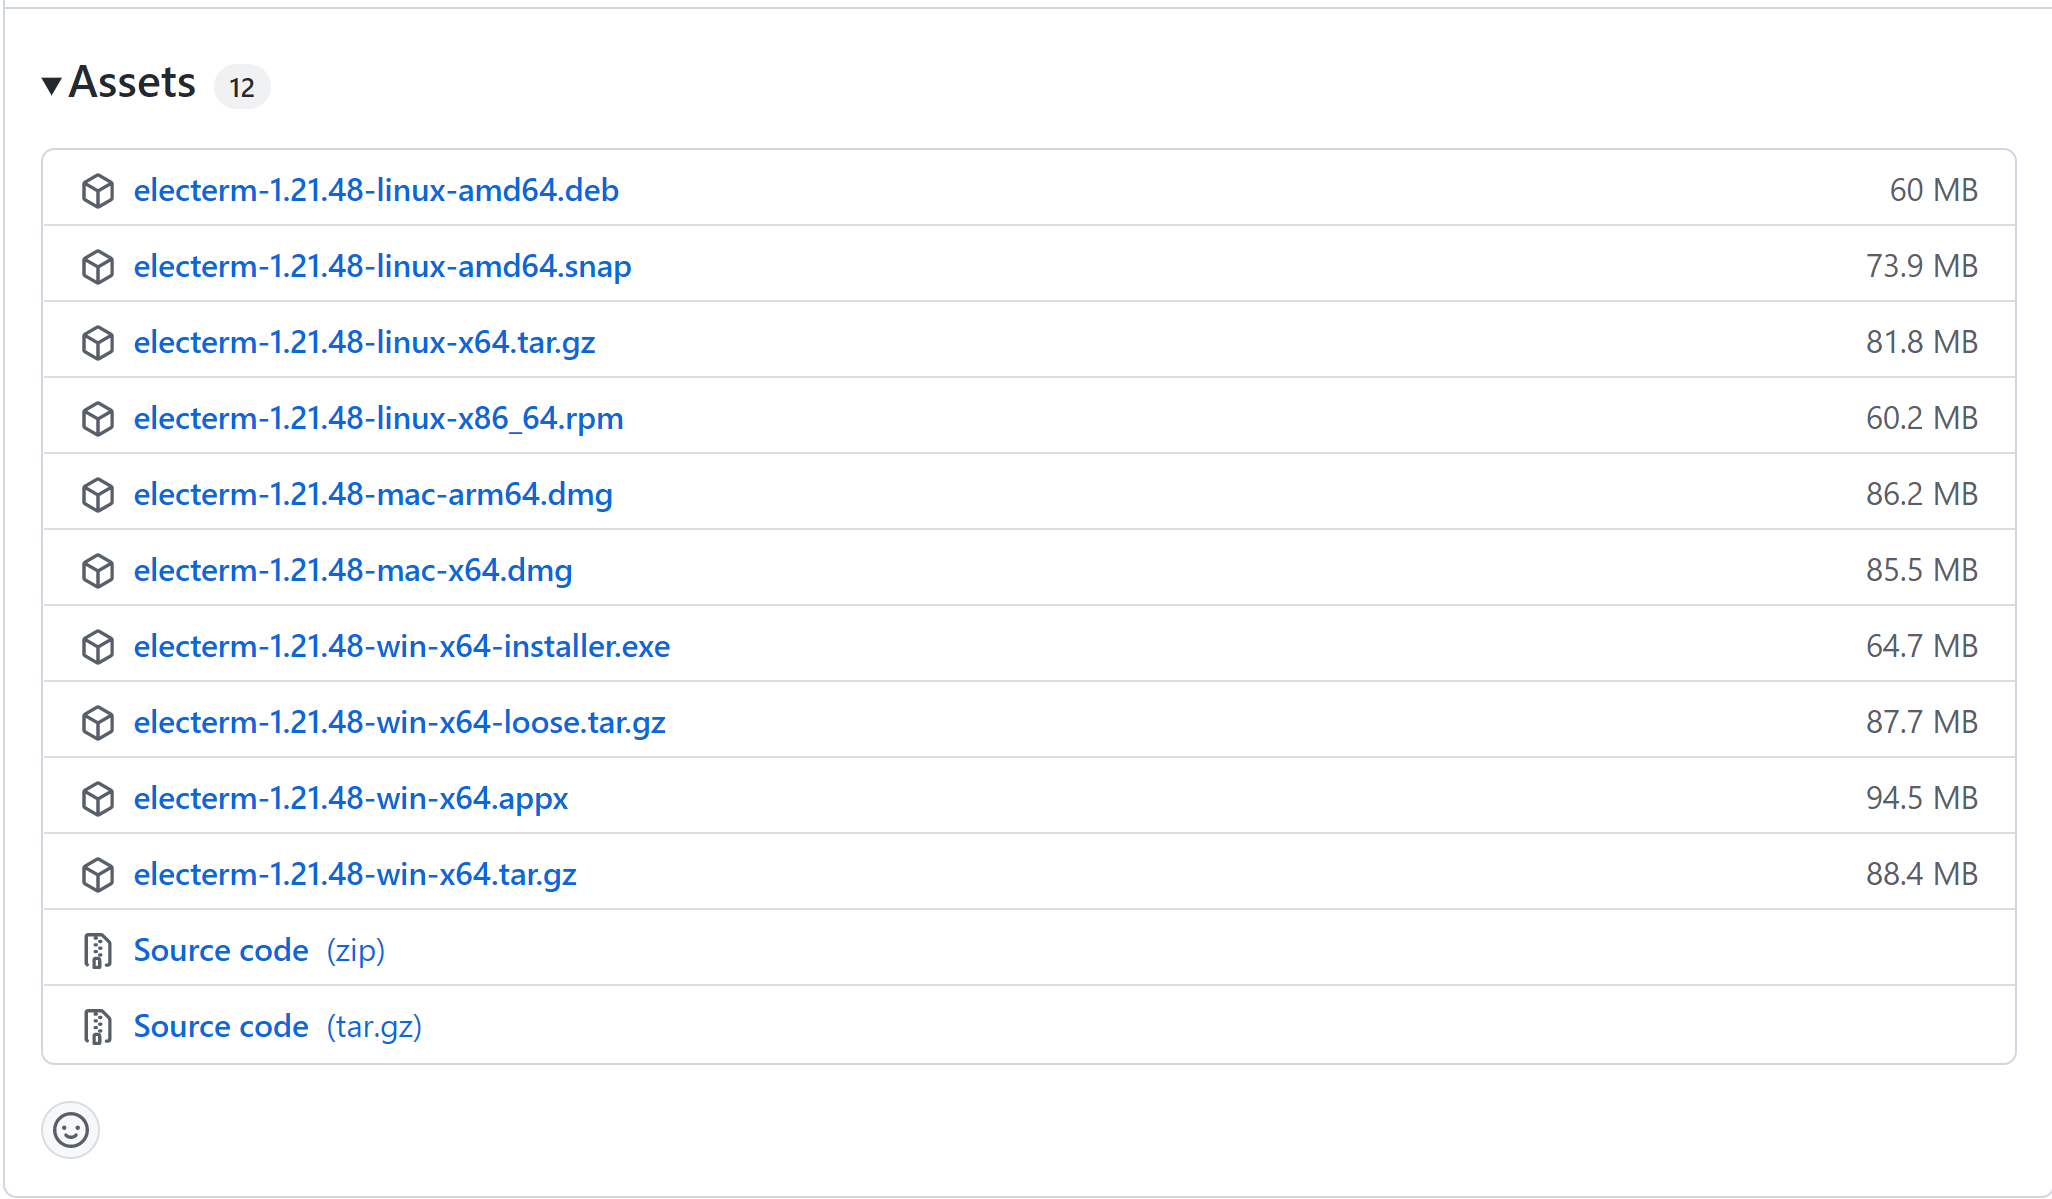 Assets 12
electerm-1.21.48-linux-amd64.deb 60 MB
electerm-1.21.48-linux-amd64.snap 73.9 MB
electerm-1.21.48-linux-x64.tar.gz 81.8 MB
electerm-1.21.48-linux-x86_64.rpm 60.2 MB
electerm-1.21.48-mac-arm64.dmg 86.2 MB
electerm-1.21.48-mac-x64.dmg 85.5 MB
electerm-1.21.48-win-x64-installer.exe 64.7 MB
electerm-1.21.48-win-x64-loose.tar.gz 87.7 MB
electerm-1.21.48-win-x64.appx 94.5 MB
electerm-1.21.48-win-x64.tar.gz 88.4 MB
Source code (zip)
Source code (tar.gz)